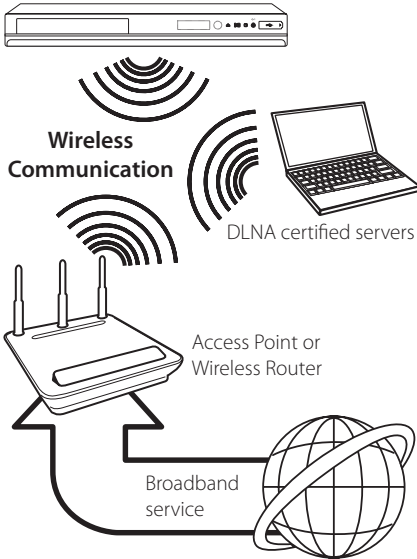 Wireless
Communication
DLNA certified servers
Access Point or
Wireless Router
Broadband
service